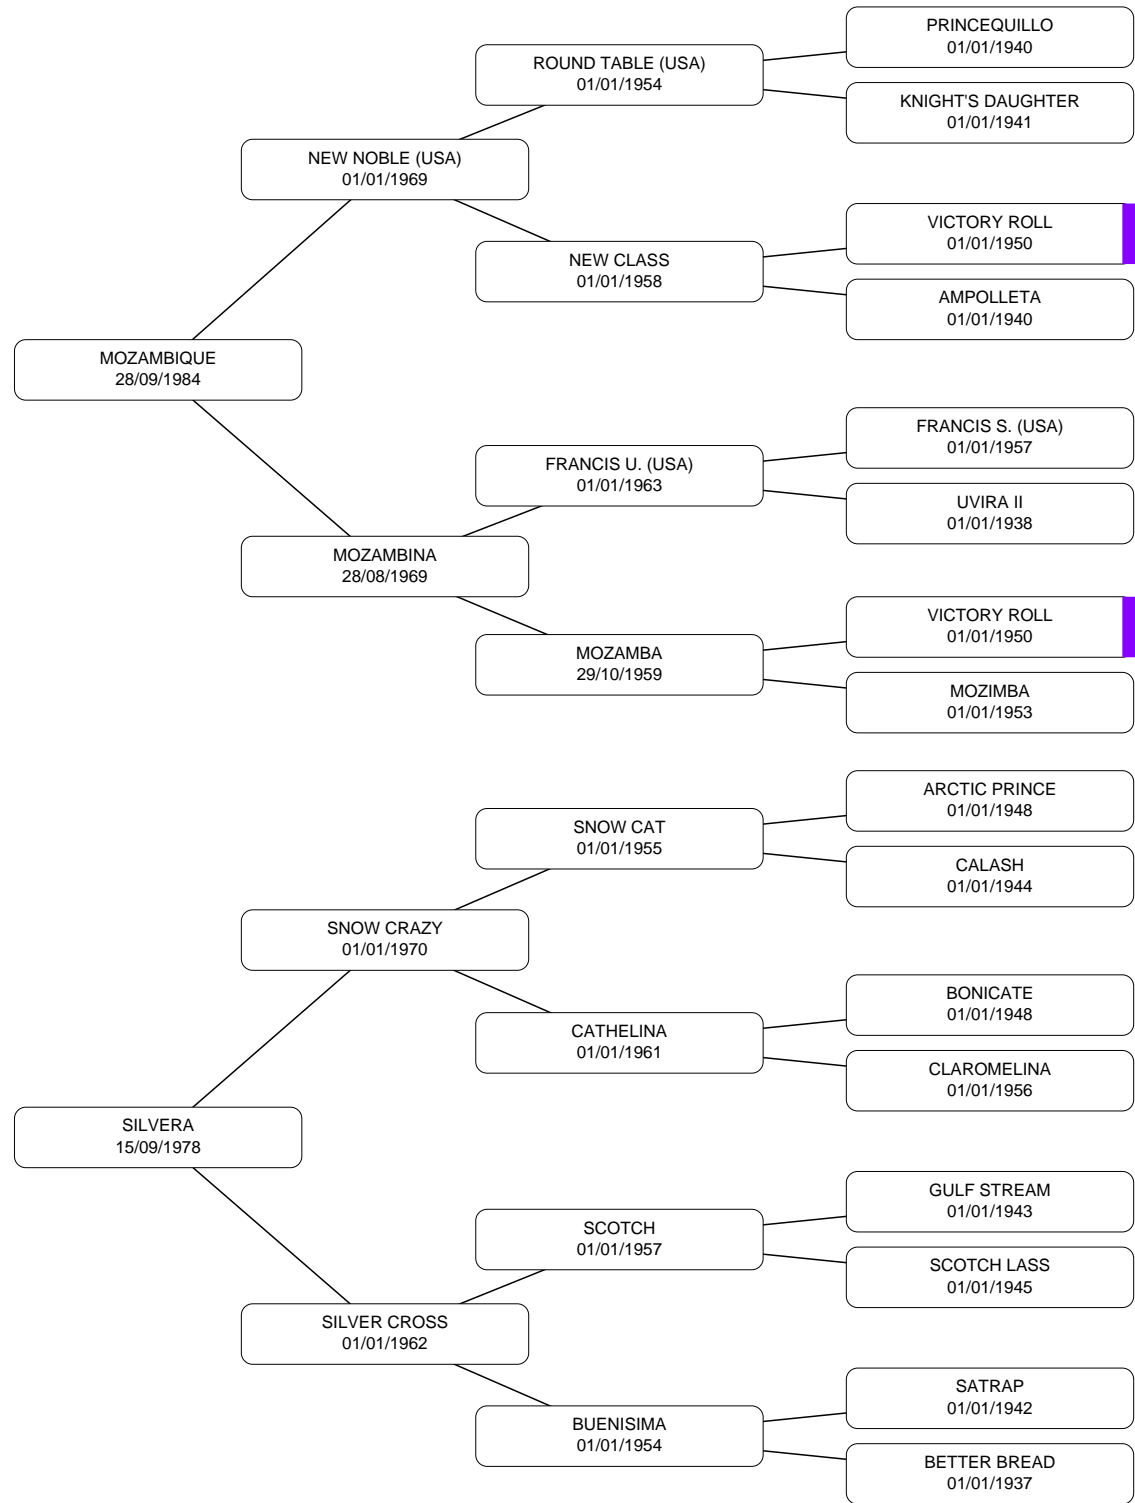 PRINCEQUILLO
01/01/1940
ROUND TABLE (USA)
01/01/1954
KNIGHT'S DAUGHTER
01/01/1941
NEW NOBLE (USA)
01/01/1969
VICTORY ROLL
01/01/1950
NEW CLASS
01/01/1958
AMPOLLETA
01/01/1940
MOZAMBIQUE
28/09/1984
FRANCIS S. (USA)
01/01/1957
FRANCIS U. (USA)
01/01/1963
UVIRA II
01/01/1938
MOZAMBINA
28/08/1969
VICTORY ROLL
01/01/1950
MOZAMBA
29/10/1959
MOZIMBA
01/01/1953
ARCTIC PRINCE
01/01/1948
SNOW CAT
01/01/1955
CALASH
01/01/1944
SNOW CRAZY
01/01/1970
BONICATE
01/01/1948
CATHELINA
01/01/1961
CLAROMELINA
01/01/1956
SILVERA
15/09/1978
GULF STREAM
01/01/1943
SCOTCH
01/01/1957
SCOTCH LASS
01/01/1945
SILVER CROSS
01/01/1962
SATRAP
01/01/1942
BUENISIMA
01/01/1954
BETTER BREAD
01/01/1937